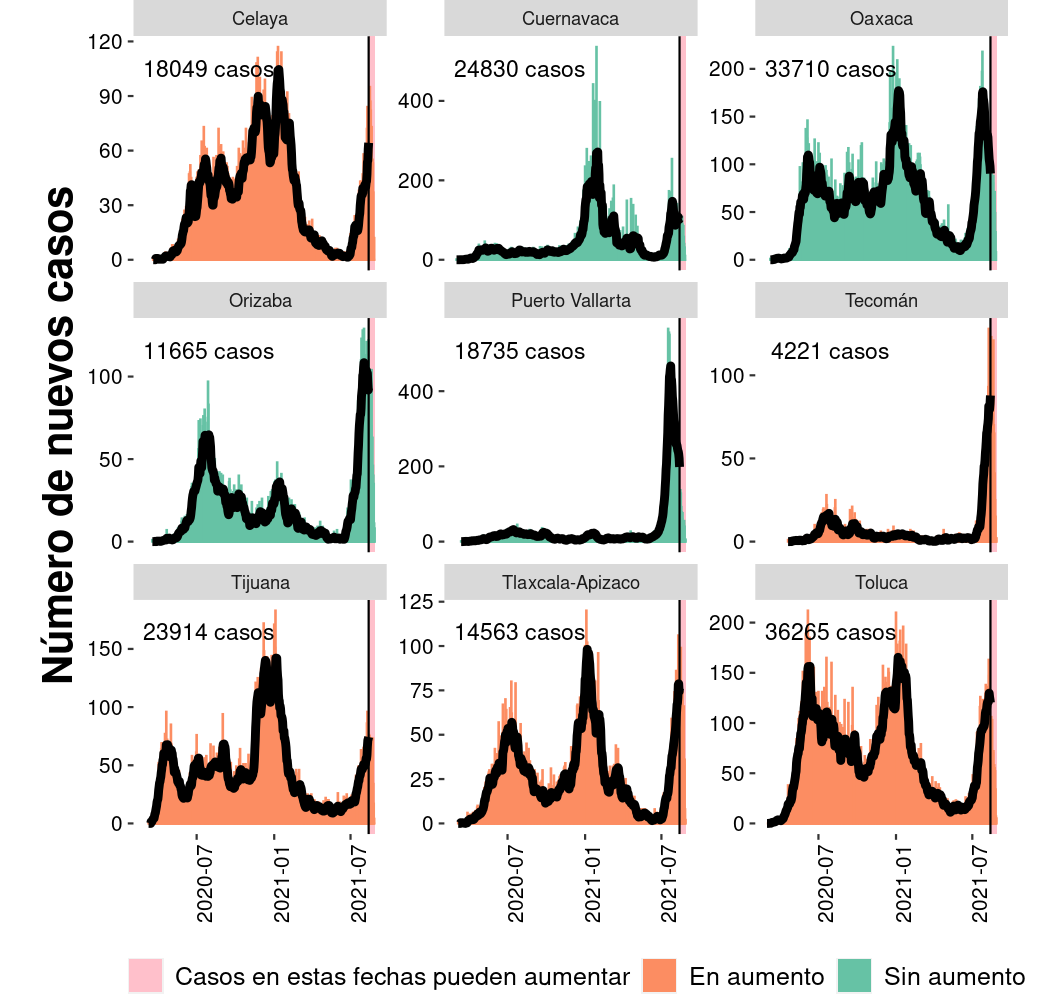 Número de nuevos casos
Celaya
Cuernavaca
Oaxaca
120
90
60
30
0
18049 casos
400
200
0
24830 casos
200
150
100
50
0
33710 casos
Orizaba
Puerto Vallarta
Tecomán
100
50
0
11665 casos
400
200
0
18735 casos
100
50
0
4221 casos
Tijuana
Tlaxcala-Apizaco
Toluca
150
100
50
0
23914 casos
125
100
75
50
25
0
14563 casos
200
150
100
50
0
36265 casos
2020-07
2021-01
2021-07
2020-07
2021-01
2021-07
2020-07
2021-01
2021-07
Casos en estas fechas pueden aumentar
En aumento
Sin aumento